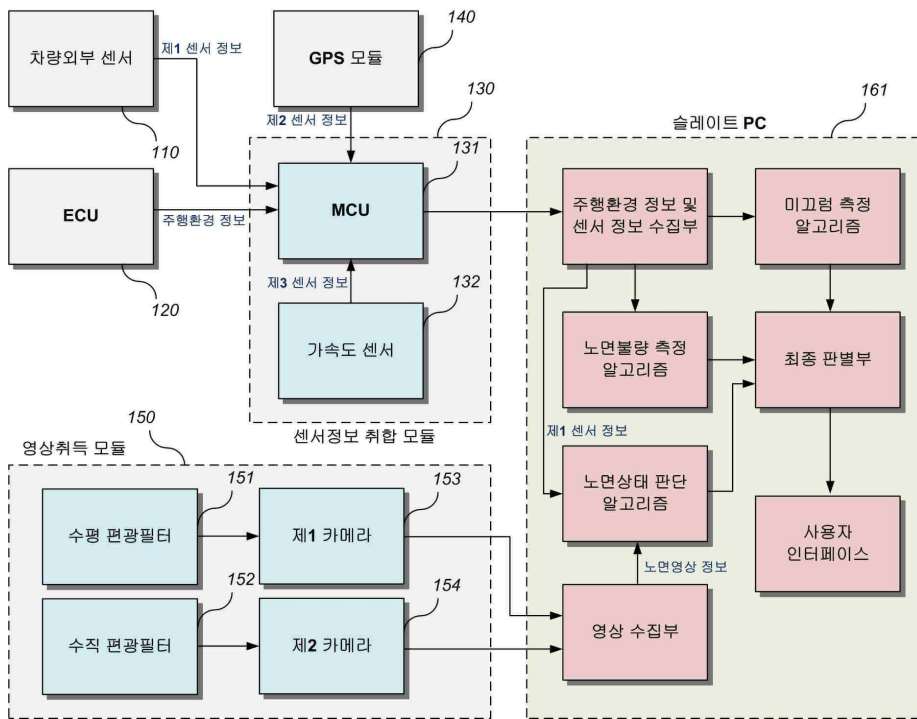 차량외부 센서
제1 센서 정보
110
ECU
주행환경 정보
120
GPS 모듈
140
제2 센서 정보
130
MCU
131
제3 센서 정보
가속도 센서
132
센서정보 취합 모듈
영상취득 모듈
150
수평 편광필터
151
제1 카메라
153
수직 편광필터
152
제2 카메라
154
슬레이트 PC
161
주행환경 정보 및
센서 정보 수집부
미끄럼 측정
알고리즘
노면불량 측정
알고리즘
최종 판별부
제1 센서 정보
노면상태 판단
알고리즘
사용자
인터페이스
노면영상 정보
영상 수집부